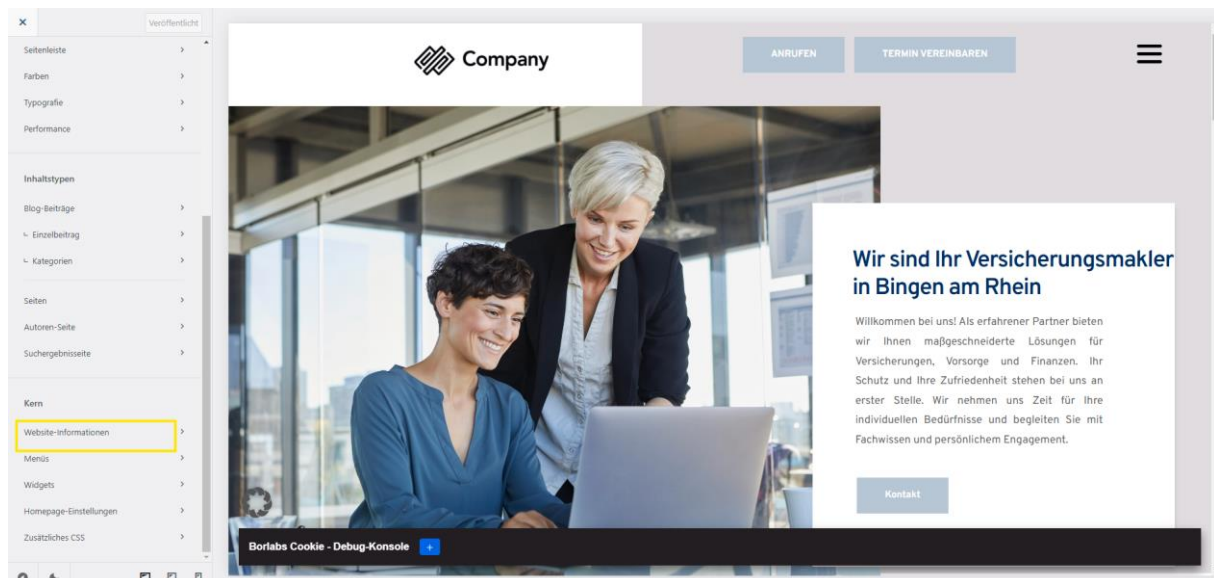 Veröffentlicht
Seitenleiste
Farben
Typografie
Performance
Inhaltstypen
Blog-Beiträge
Einzelbeitrag
Kategorien
Seiten
Autoren-Seite
Suchergebnisseite
Kern
Website-Informationen
Menüs
Widgets
Homepage-Einstellungen
Zusätzliches CSS
Company
ANRUFEN
TERMIN VEREINBAREN
Wir sind Ihr Versicherungsmakler
in Bingen am Rhein
Willkommen bei uns! Als erfahrener Partner bieten
wir Ihnen maßgeschneiderte Lösungen für
Versicherungen, Vorsorge und Finanzen. Ihr
Schutz und Ihre Zufriedenheit stehen bei uns an
erster Stelle. Wir nehmen uns Zeit für Ihre
individuellen Bedürfnisse und begleiten Sie mit
Fachwissen und persönlichem Engagement.
Kontakt
Borlabs Cookie - Debug-Konsole +